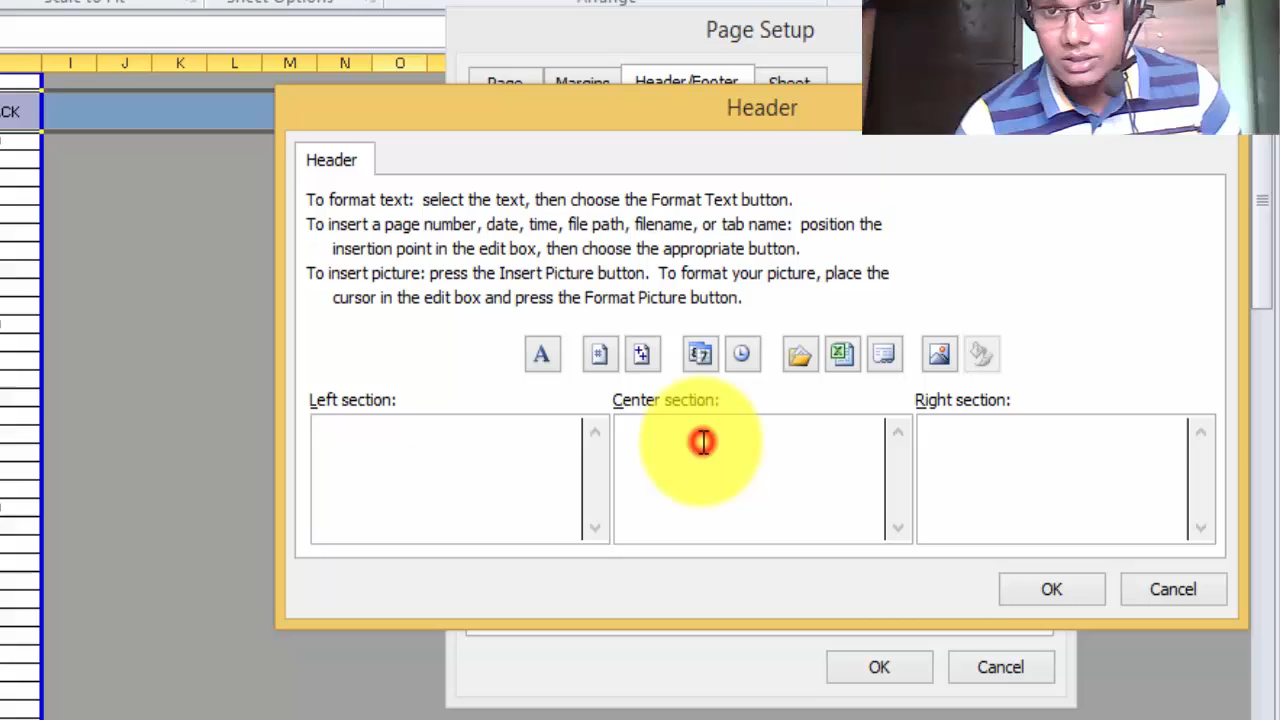 Page Setup
I J K L M N O
Header/Footer
CK
Header
Header
To format text: select the text, then choose the Format Text button.
To insert a page number, date, time, file path, filename, or tab name: position the
insertion point in the edit box, then choose the appropriate button.
To insert picture: press the Insert Picture button. To format your picture, place the
cursor in the edit box and press the Format Picture button.
A
Left section:
Center section:
Right section:
OK
Cancel
OK
Cancel